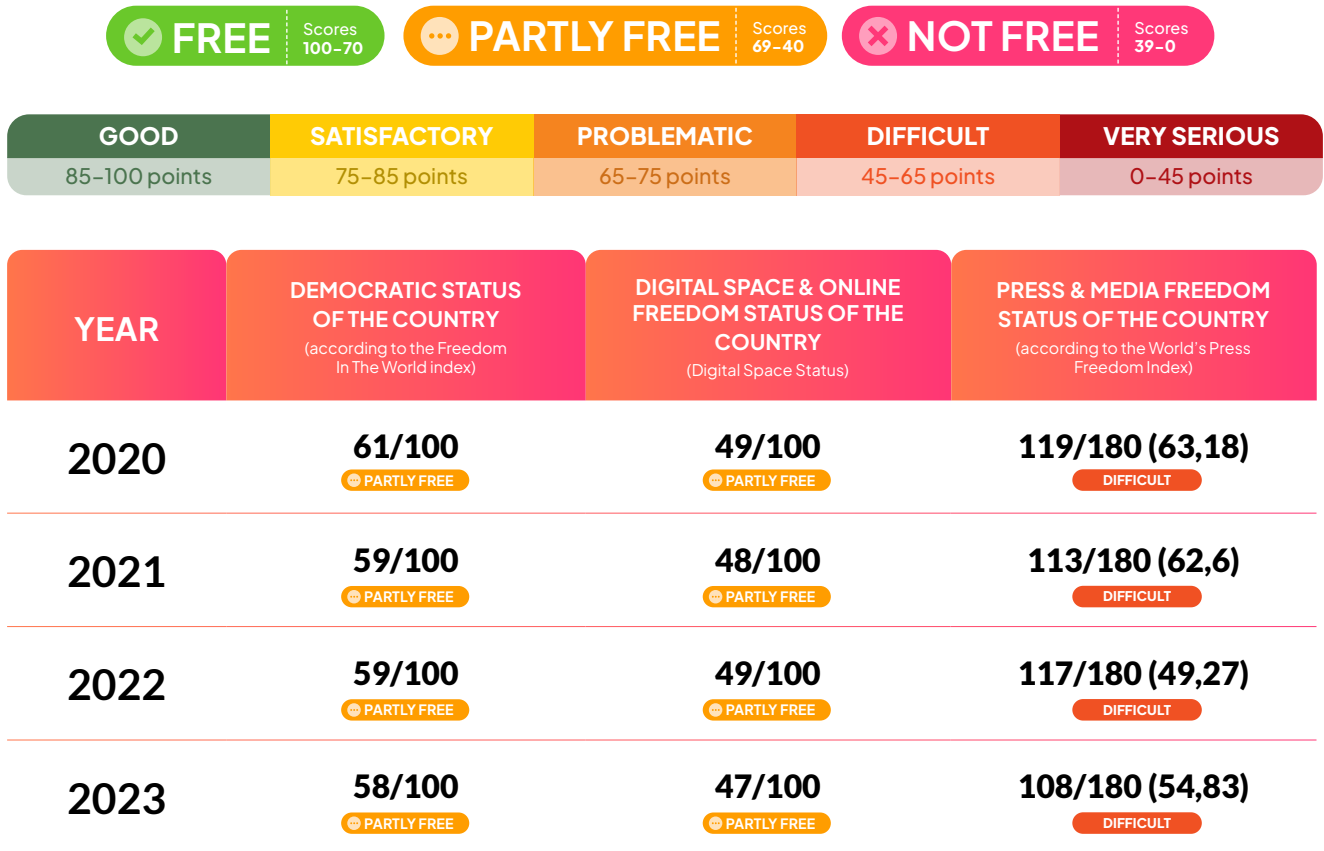 FREE
Scores
100-70
PARTLY FREE
Scores
69-40
NOT FREE
Scores
39-0
GOOD
SATISFACTORY
PROBLEMATIC
DIFFICULT
VERY SERIOUS
85-100 points
75-85 points
65-75 points
45-65 points
0-45 points
YEAR
DEMOCRATIC STATUS
OF THE COUNTRY
(according to the Freedom
In The World index)
DIGITAL SPACE & ONLINE
FREEDOM STATUS OF THE
COUNTRY
(Digital Space Status)
PRESS & MEDIA FREEDOM
STATUS OF THE COUNTRY
(according to the World's Press
Freedom Index)
2020
61/100
PARTLY FREE
49/100
PARTLY FREE
119/180 (63,18)
DIFFICULT
2021
59/100
PARTLY FREE
48/100
PARTLY FREE
113/180 (62,6)
DIFFICULT
2022
59/100
PARTLY FREE
49/100
PARTLY FREE
117/180 (49,27)
DIFFICULT
2023
58/100
PARTLY FREE
47/100
PARTLY FREE
108/180 (54,83)
DIFFICULT